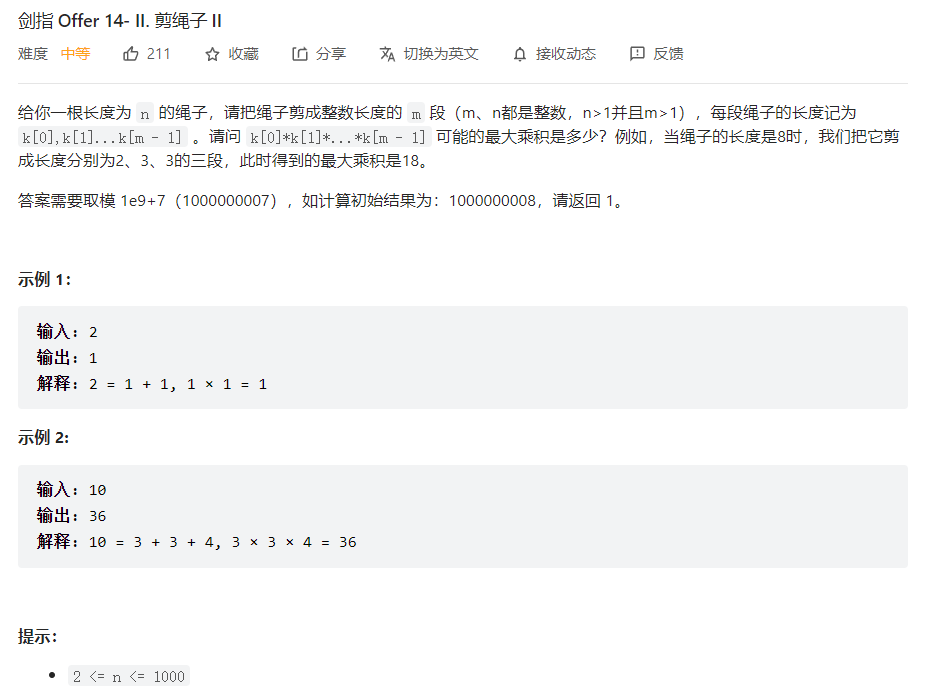 剑指 Offer 14- II. 剪绳子 II
难度 中等 211 收藏 分享 切换为英文 接收动态 反馈
给你一根长度为 n 的绳子，请把绳子剪成整数长度的 m 段（m、n都是整数，n>1并且m>1），每段绳子的长度记为
k[0],k[1]...k[m - 1] 。请问 k[0]*k[1]*...*k[m - 1] 可能的最大乘积是多少？例如，当绳子的长度是8时，我们把它剪
成长度分别为2、3、3的三段，此时得到的最大乘积是18。
答案需要取模 1e9+7（1000000007），如计算初始结果为：1000000008，请返回 1。
示例 1：
输入：2
输出：1
解释：2 = 1 + 1, 1 × 1 = 1
示例 2:
输入：10
输出：36
解释：10 = 3 + 3 + 4, 3 × 3 × 4 = 36
提示：
2 <= n <= 1000